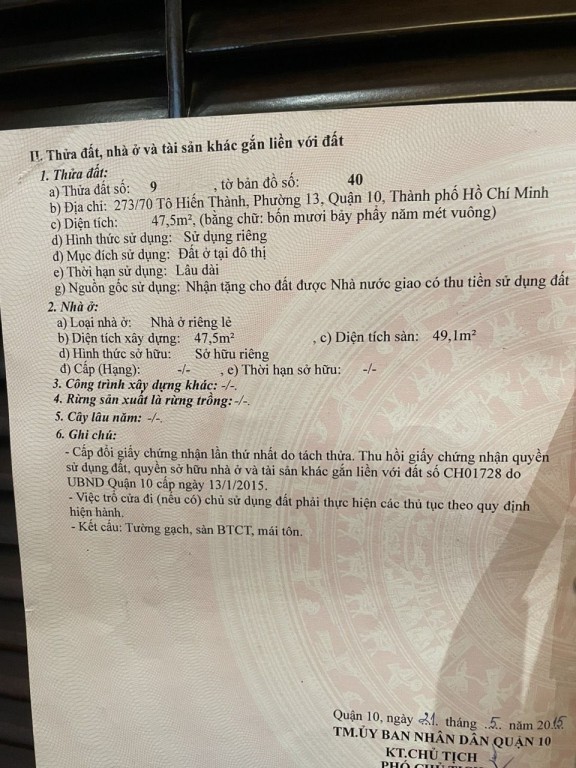 II. Thửa đất, nhà ở và tài sản khác gắn liền với đất
1. Thửa đất:
a) Thửa đất số: 9 , tờ bản đồ số: 40
b) Địa chỉ: 273/70 Tô Hiến Thành, Phường 13, Quận 10, Thành phố Hồ Chí Minh
c) Diện tích: 47,5m², (bằng chữ: bốn mươi bảy phẩy năm mét vuông)
d) Hình thức sử dụng: Sử dụng riêng
đ) Mục đích sử dụng: Đất ở tại đô thị
e) Thời hạn sử dụng: Lâu dài
g) Nguồn gốc sử dụng: Nhận tặng cho đất được Nhà nước giao có thu tiền sử dụng đất
2. Nhà ở:
a) Loại nhà ở: Nhà ở riêng lẻ
b) Diện tích xây dựng: 47,5m² , c) Diện tích sàn: 49,1m²
d) Hình thức sở hữu: Sở hữu riêng
đ) Cấp (Hạng): -/- , e) Thời hạn sở hữu: -/-
3. Công trình xây dựng khác: -/-.
4. Rừng sản xuất là rừng trồng: -/-.
5. Cây lâu năm: -/-.
6. Ghi chú:
- Cấp đổi giấy chứng nhận lần thứ nhất do tách thửa. Thu hồi giấy chứng nhận quyền
sử dụng đất, quyền sở hữu nhà ở và tài sản khác gắn liền với đất số CH01728 do
UBND Quận 10 cấp ngày 13/1/2015.
- Việc trổ cửa đi (nếu có) chủ sử dụng đất phải thực hiện các thủ tục theo quy định
hiện hành.
- Kết cấu: Tường gạch, sàn BTCT, mái tôn.
Quận 10, ngày 21. tháng .5. năm 2015
TM.ỦY BAN NHÂN DÂN QUẬN 10
KT.CHỦ TỊCH
PHÓ CHỦ TỊCH